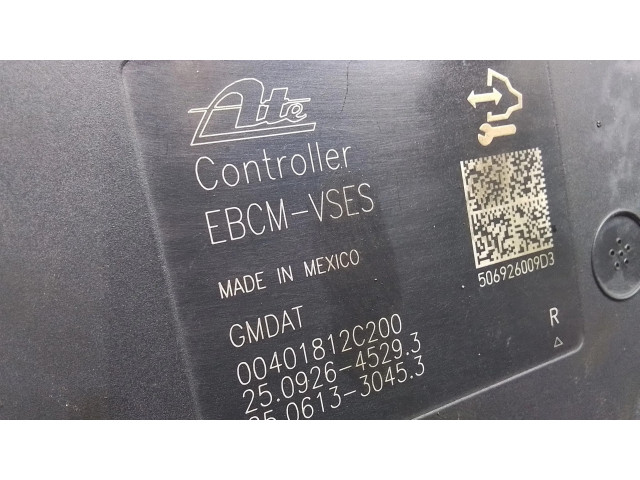 Ate
Controller
EBCM-VSES
MADE IN MEXICO
506926009D3
GMDAT
00401812C200
R
25.0926-4529.3
25.0613-3045.3